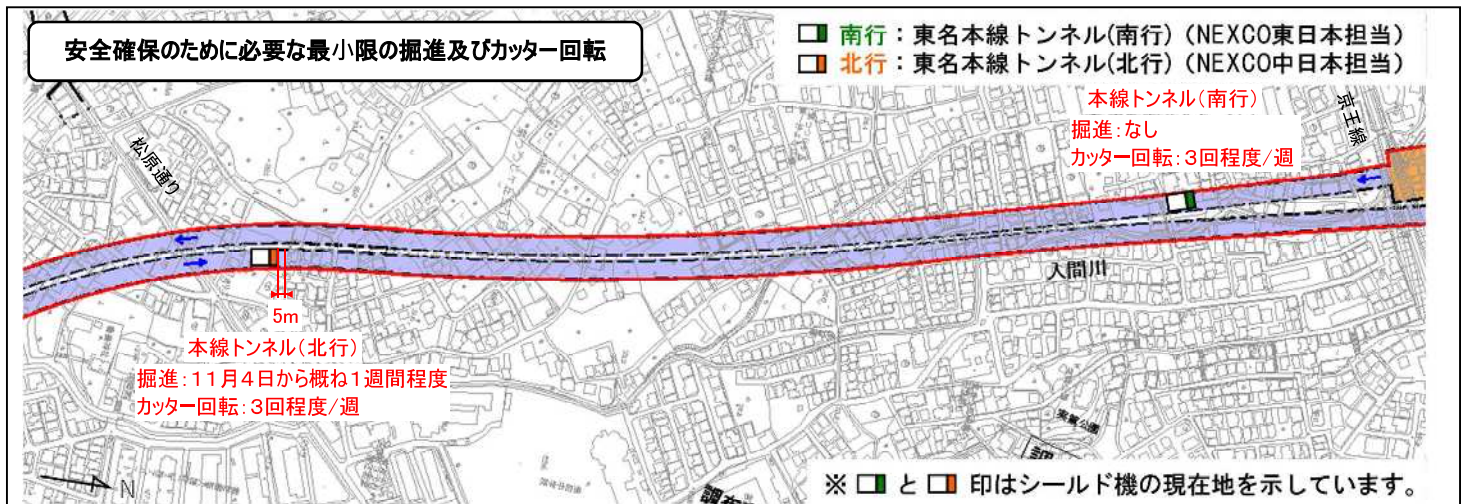 安全確保のために必要な最小限の掘進及びカッター回転
南行：東名本線トンネル(南行)（NEXCO東日本担当）
北行：東名本線トンネル(北行)（NEXCO中日本担当）
本線トンネル（南行）
掘進：なし
カッター回転：３回程度/週
京王線
松原通り
入間川
5m
本線トンネル（北行）
掘進：１１月４日から概ね１週間程度
カッター回転：３回程度/週
N
※ と 印はシールド機の現在地を示しています。